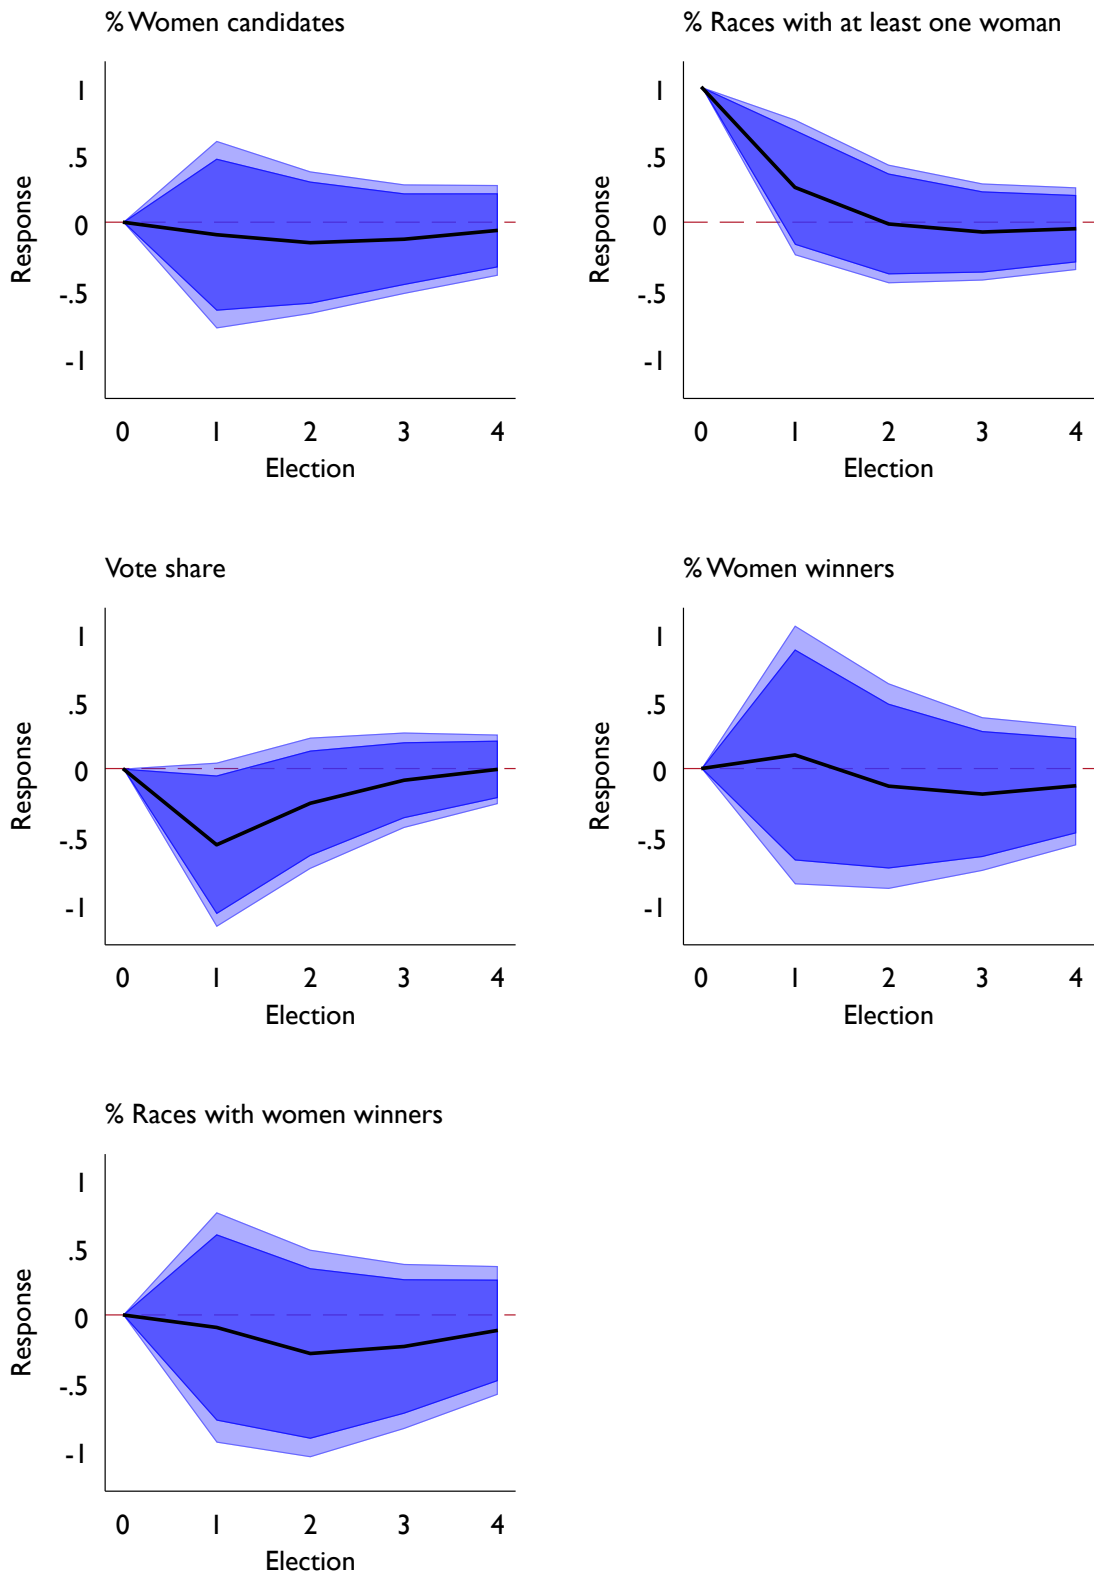 % Women candidates
Response
1
.5
0
-.5
-1
0 1 2 3 4
Election
% Races with at least one woman
Response
1
.5
0
-.5
-1
0 1 2 3 4
Election
Vote share
Response
1
.5
0
-.5
-1
0 1 2 3 4
Election
% Women winners
Response
1
.5
0
-.5
-1
0 1 2 3 4
Election
% Races with women winners
Response
1
.5
0
-.5
-1
0 1 2 3 4
Election